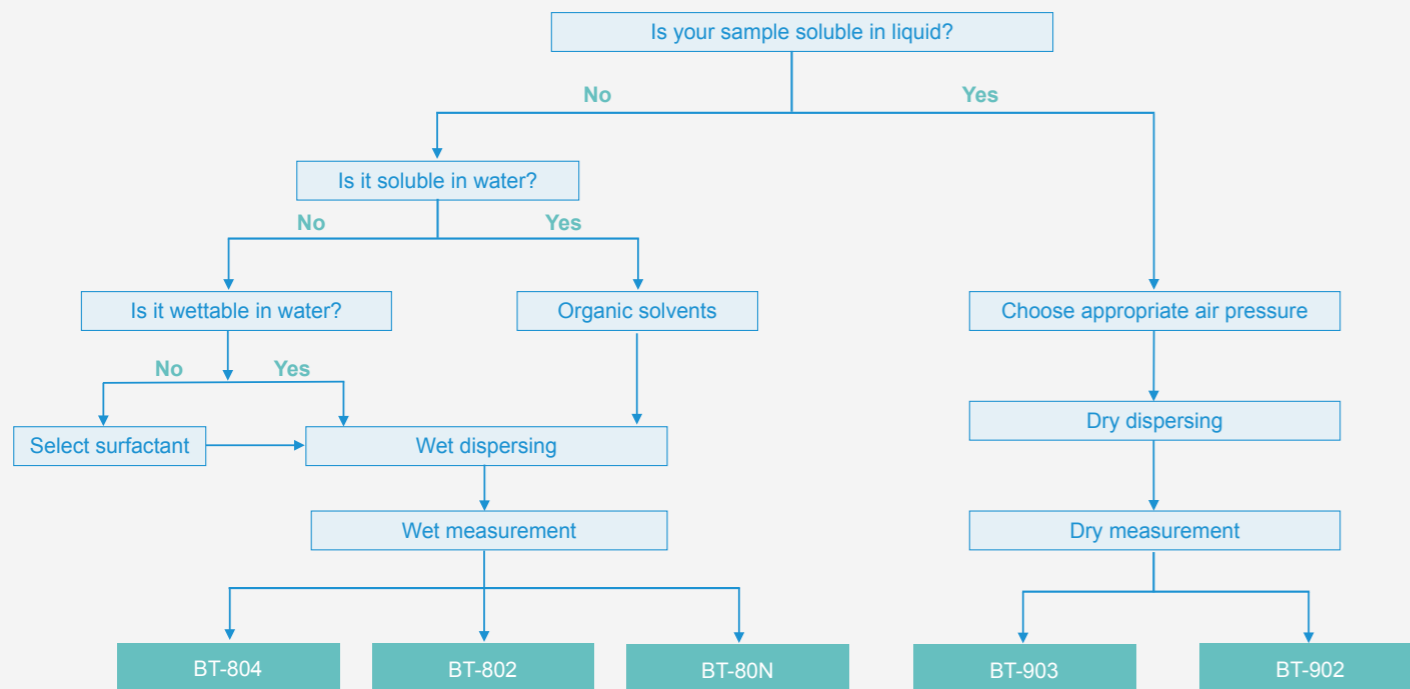 Is your sample soluble in liquid?
No
Yes
Is it soluble in water?
No
Yes
Is it wettable in water?
Organic solvents
Choose appropriate air pressure
No
Yes
Select surfactant
Wet dispersing
Dry dispersing
Wet measurement
Dry measurement
BT-804
BT-802
BT-80N
BT-903
BT-902